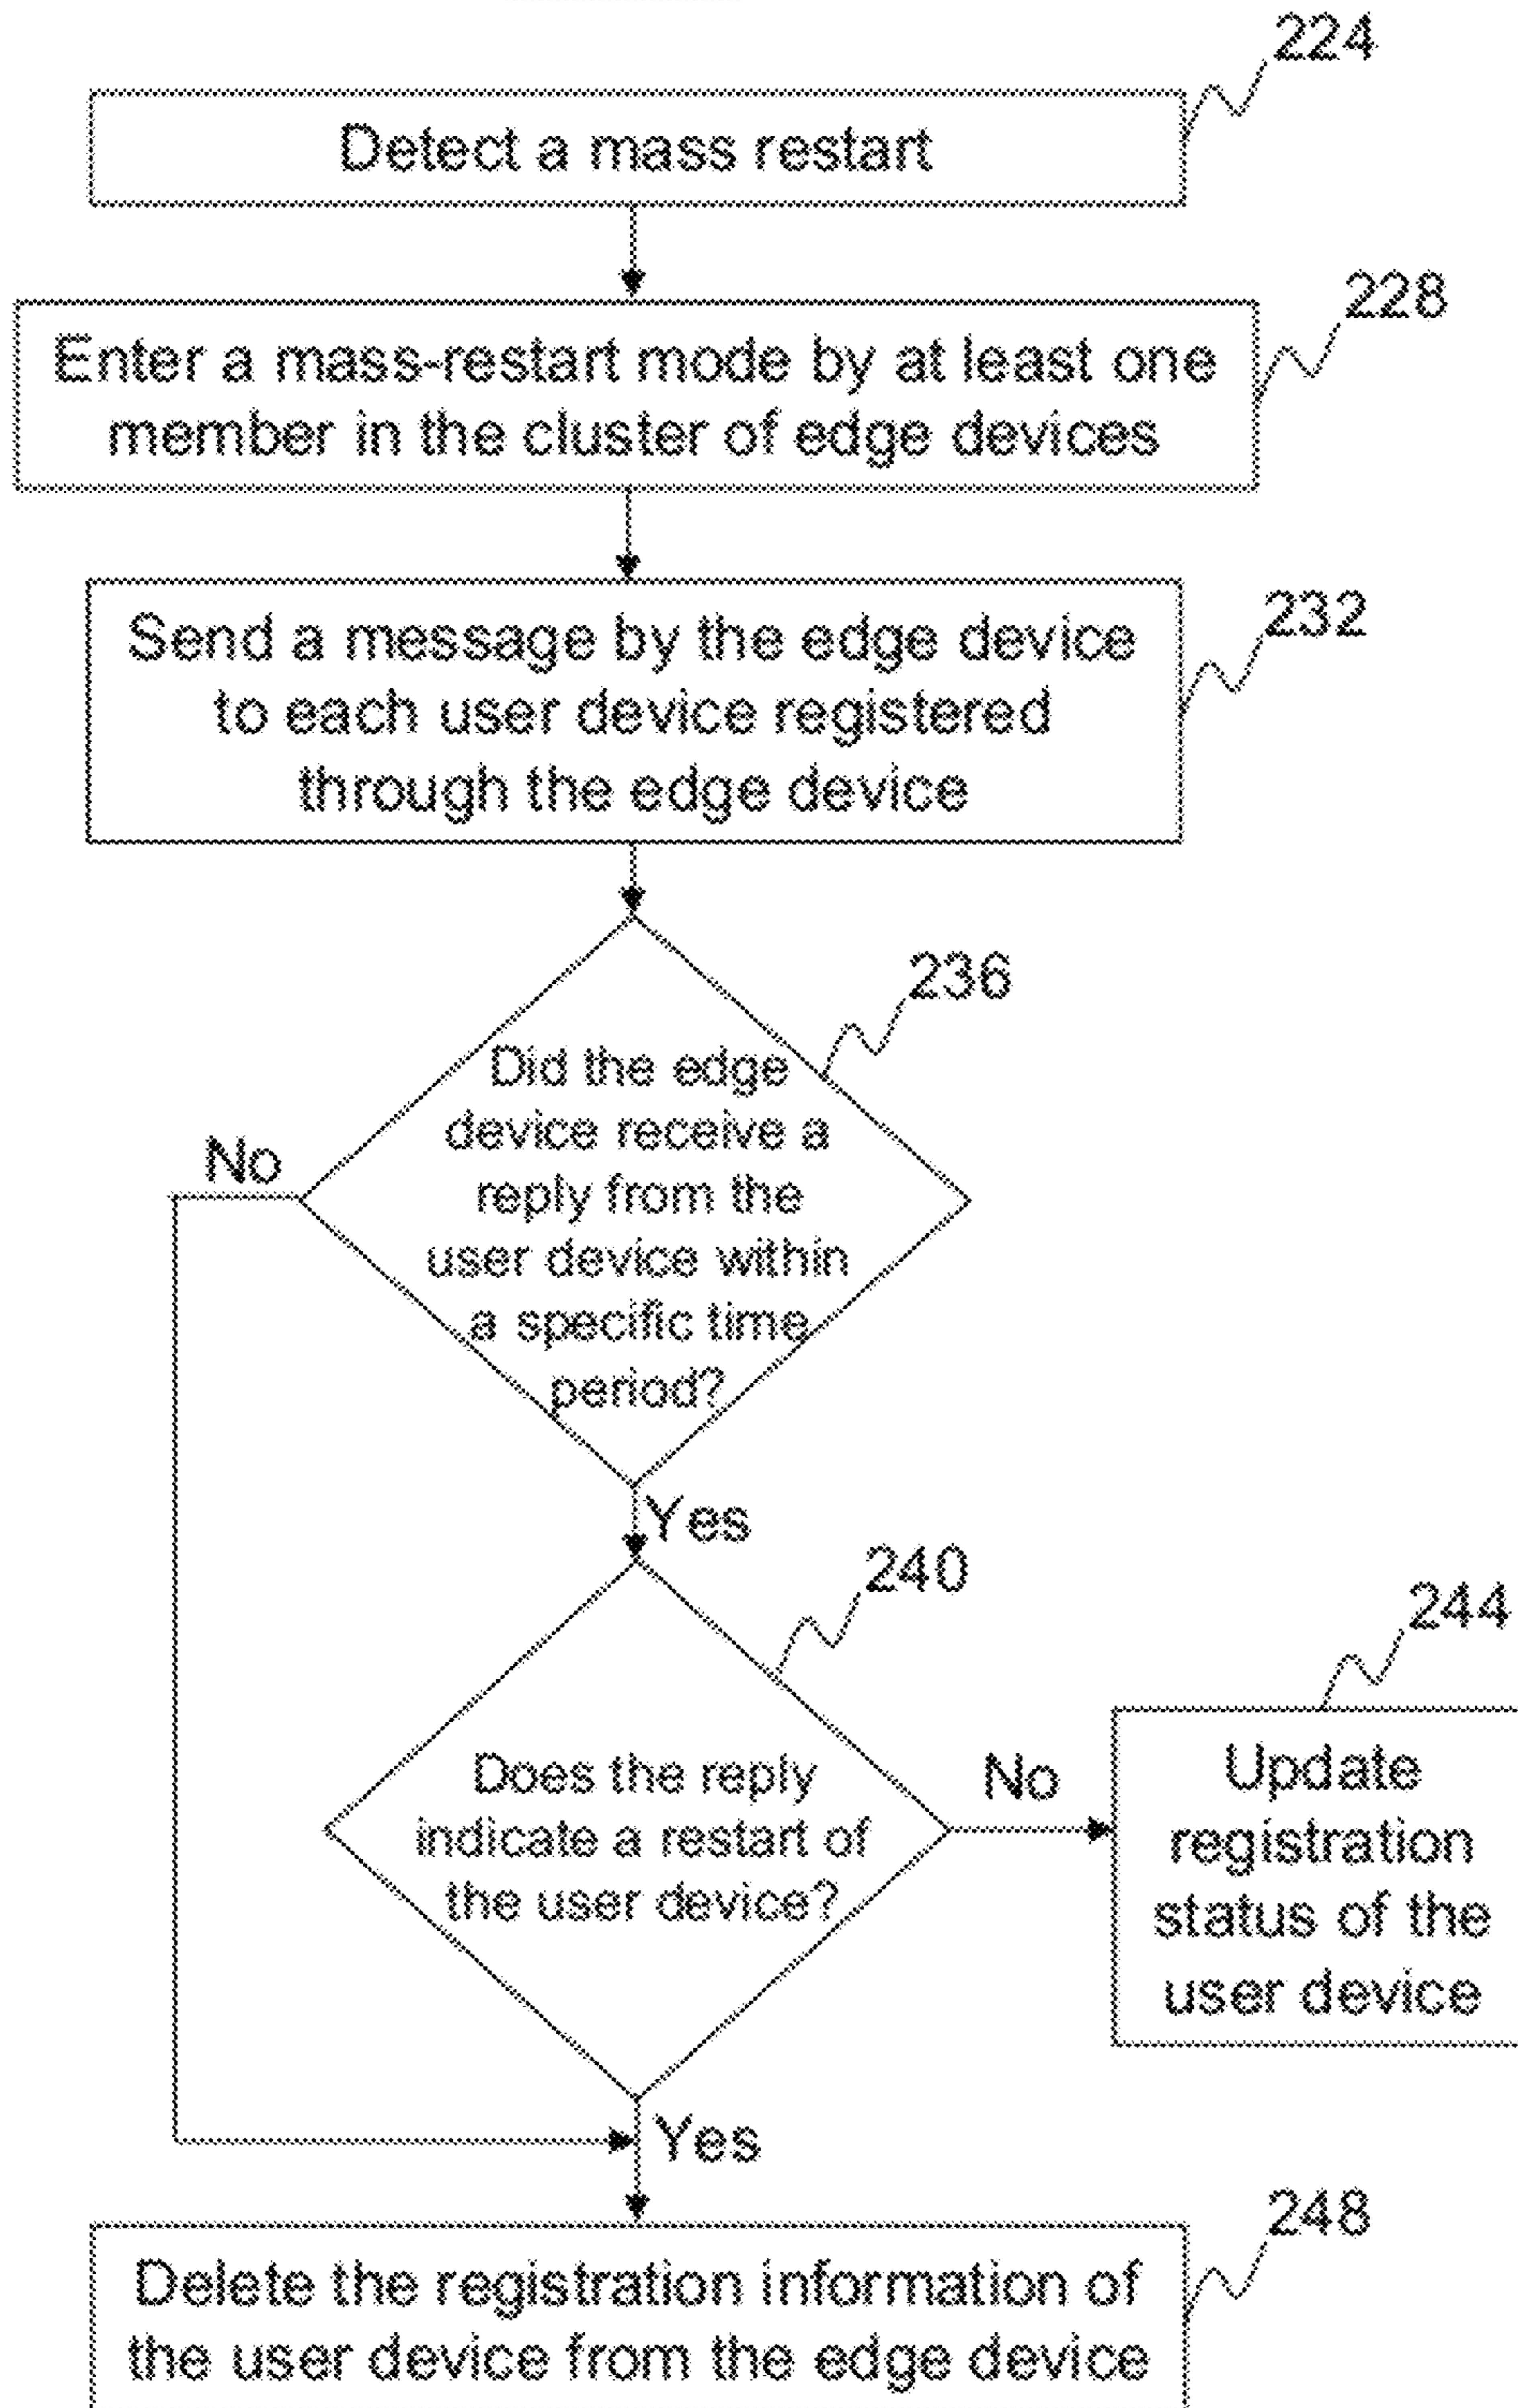 224
Detect a mass restart
228
Enter a mass-restart mode by at least one
member in the cluster of edge devices
232
Send a message by the edge device
to each user device registered
through the edge device
236
Did the edge
device receive a
reply from the
user device within
a specific time
period?
No
Yes
240
Does the reply
indicate a restart of
the user device?
No
244
Update
registration
status of the
user device
Yes
248
Delete the registration information of
the user device from the edge device